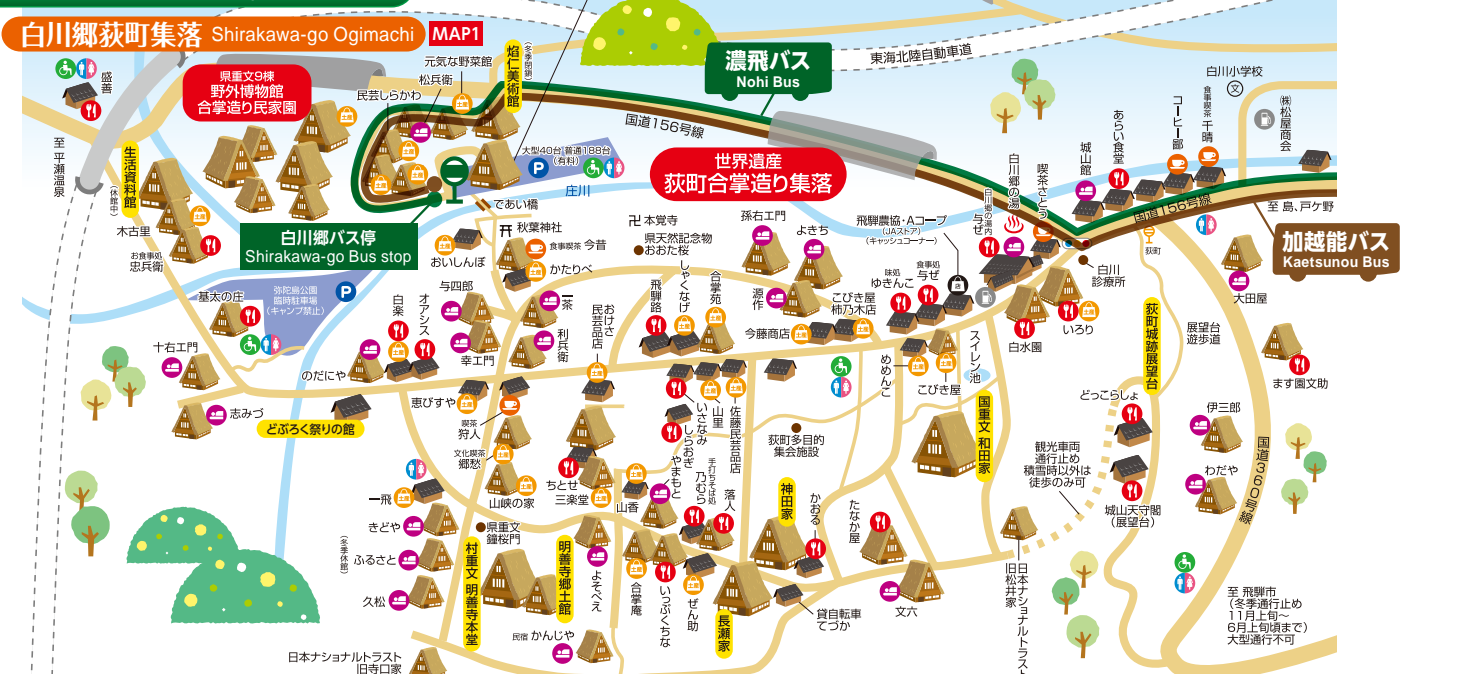 白川郷荻町集落 Shirakawa-go Ogimachi MAP1
濃飛バス
Nohi Bus
東海北陸自動車道
白川小学校
文
㈱松屋商会
食事喫茶 千晴
コーヒー鄙
あらい食堂
城山館
喫茶さとう
白川郷の湯
白川郷の湯内
与ぜ
国道156号線
国道156号線
至 島、戸ケ野
加越能バス
Kaetsunou Bus
盛善
至 平瀬温泉
県重文9棟
野外博物館
合掌造り民家園
民芸しらかわ
元気な野菜館
松兵衛
焔仁美術館
(冬季閉館)
大型40台 普通188台
(有料)
P
庄川
世界遺産
荻町合掌造り集落
生活資料館
(休館中)
木古里
お食事処
忠兵衛
白川郷バス停
Shirakawa-go Bus stop
であい橋
秋葉神社
食事喫茶 今昔
かたりべ
おいしんぼ
卍 本覚寺
県天然記念物
おおた桜
孫右エ門
よきち
飛騨農協・Aコープ
(JAストア)
(キャッシュコーナー)
店
食事処
与ぜ
味処
ゆきんこ
白川
診療所
荻町
大田屋
弥陀島公園
臨時駐車場
(キャンプ禁止)
P
基太の庄
白楽
オアシス
与四郎
一茶
利兵衛
幸エ門
おけさ
民芸品店
飛騨路
しゃくなげ
合掌苑
源作
こびき屋
柿乃木店
今藤商店
白水園
いろり
荻町城跡展望台
展望台
遊歩道
ます園文助
十右エ門
のだにや
志みづ
どぶろく祭りの館
恵びすや
喫茶
狩人
文化喫茶
郷愁
山峡の家
ちとせ
三楽堂
いさなみ
しらおぎ
山里
佐藤民芸品店
めめんこ
こびき屋
スイレン池
国重文 和田家
荻町多目的
集会施設
どっこらしょ
伊三郎
わだや
国道360号線
観光車両
通行止め
積雪時以外は
徒歩のみ可
城山天守閣
(展望台)
一飛
きどや
ふるさと
(冬季休館)
久松
県重文
鐘桜門
村重文 明善寺本堂
明善寺郷土館
よそべえ
山香
やまもと
手打ちそば処
乃むら
落人
神田家
かおる
たなか屋
合掌庵
いっぷくちな
ぜん助
長瀬家
貸自転車
てづか
文六
民宿 かんじや
日本ナショナルトラスト
旧寺口家
日本ナショナルトラスト
旧松井家
至 飛騨市
(冬季通行止め
11月上旬～
6月上旬頃まで)
大型通行不可